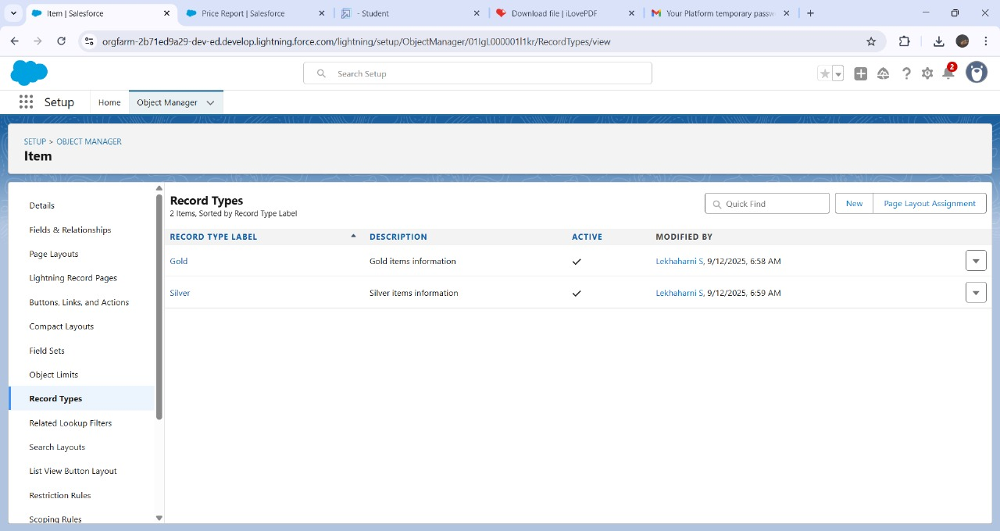 Item | Salesforce
Price Report | Salesforce
Download file | iLovePDF
Your Platform temporary passw
orgfarm-2b71ed9a29-dev-ed.develop.lightning.force.com/lightning/setup/ObjectManager/01IgL000001l1kr/RecordTypes/view
Search Setup
2
Setup
Home
Object Manager
SETUP > OBJECT MANAGER
Item
Details
Fields & Relationships
Page Layouts
Lightning Record Pages
Buttons, Links, and Actions
Compact Layouts
Field Sets
Object Limits
Record Types
Related Lookup Filters
Search Layouts
List View Button Layout
Restriction Rules
Scoping Rules
Record Types
2 Items, Sorted by Record Type Label
Quick Find
New
Page Layout Assignment
RECORD TYPE LABEL DESCRIPTION ACTIVE MODIFIED BY
Gold Gold items information Lekhaharni S, 9/12/2025, 6:58 AM
Silver Silver items information Lekhaharni S, 9/12/2025, 6:59 AM